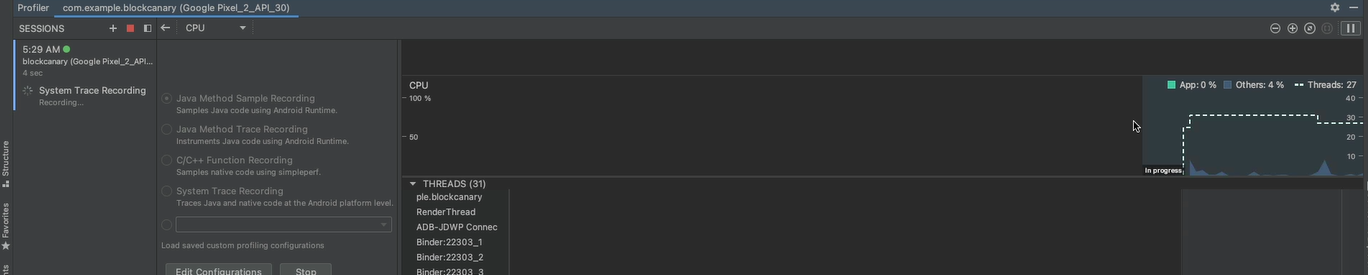 Profiler com.example.blockcanary (Google Pixel_2_API_30)
SESSIONS CPU
5:29 AM
blockcanary (Google Pixel_2_API...
4 sec
System Trace Recording
Recording...
Java Method Sample Recording
Samples Java code using Android Runtime.
Java Method Trace Recording
Instruments Java code using Android Runtime.
C/C++ Function Recording
Samples native code using simpleperf.
System Trace Recording
Traces Java and native code at the Android platform level.
Load saved custom profiling configurations
Edit Configurations Stop
CPU App: 0 % Others: 4 % Threads: 27
100 % 40
30
50 20
10
In progress
THREADS (31)
ple.blockcanary
RenderThread
ADB-JDWP Connec
Binder:22303_1
Binder:22303_2
Binder:22303_3
Structure
Favorites